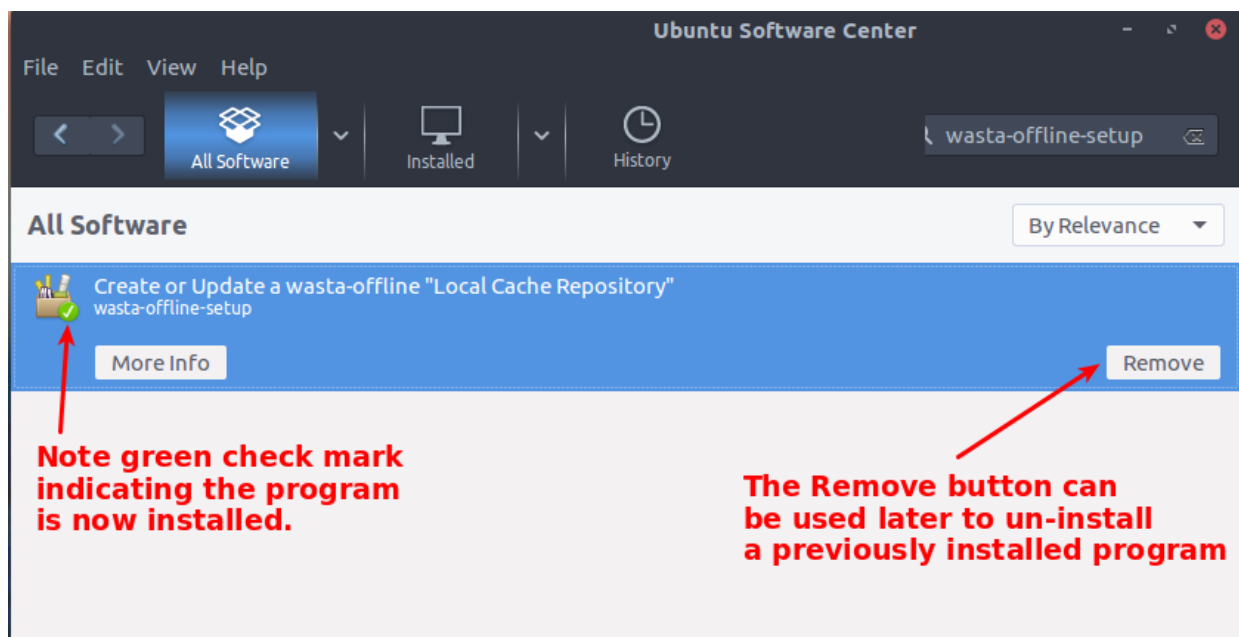 Ubuntu Software Center
File Edit View Help
All Software
Installed
History
wasta-offline-setup
All Software
By Relevance
Create or Update a wasta-offline "Local Cache Repository"
wasta-offline-setup
More Info
Remove
Note green check mark
indicating the program
is now installed.
The Remove button can
be used later to un-install
a previously installed program